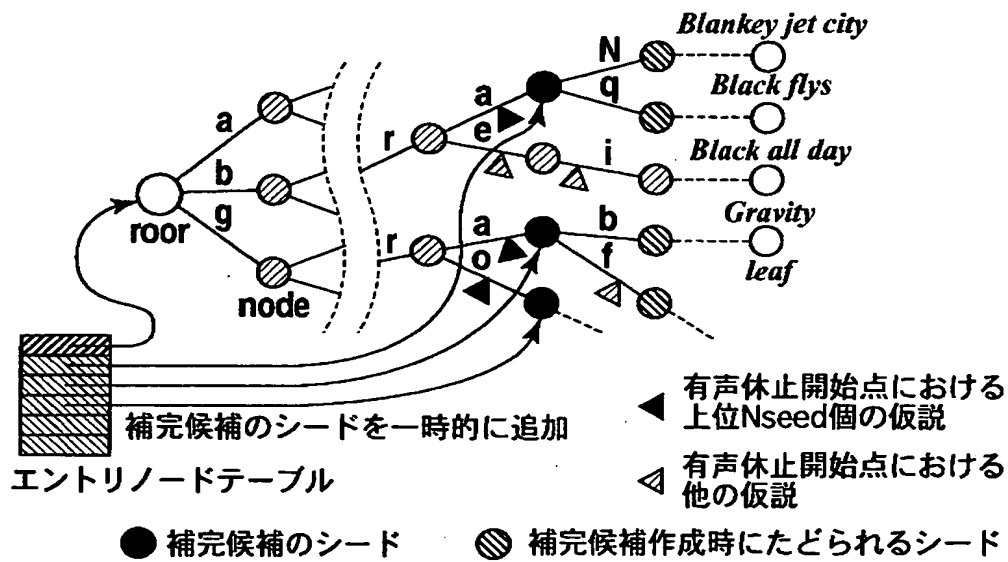 Blankey jet city
N
q
Black flys
a
a
e
r
i
Black all day
b
g
roor
Gravity
a
b
r
o
f
leaf
node
補完候補のシードを一時的に追加
エントリノードテーブル
有声休止開始点における
上位Nseed個の仮説
有声休止開始点における
他の仮説
補完候補のシード
補完候補作成時にたどられるシード